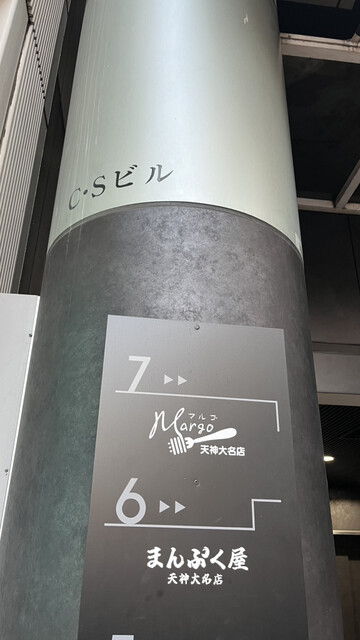 C・Sビル
7 ▸▸
マルゴ
Margo
天神大名店
6 ▸▸
まんぷく屋
天神大名店